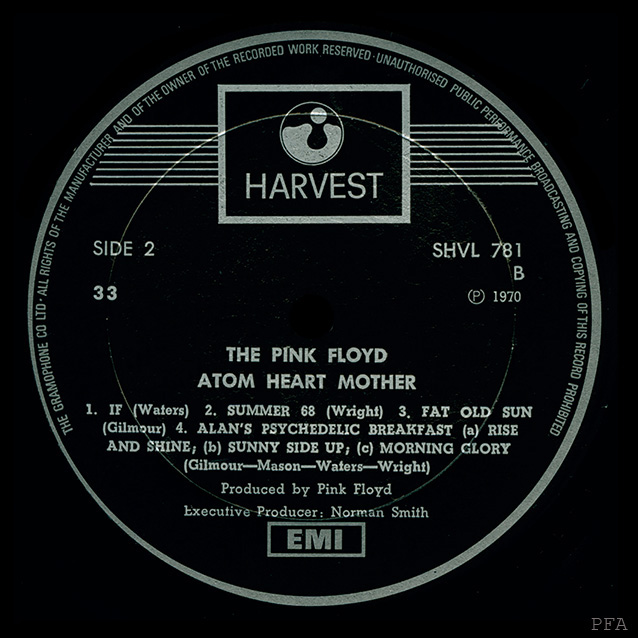 THE GRAMOPHONE CO LTD · ALL RIGHTS OF THE MANUFACTURER AND OF THE OWNER OF THE RECORDED WORK RESERVED · UNAUTHORISED PUBLIC PERFORMANCE BROADCASTING AND COPYING OF THIS RECORD PROHIBITED
HARVEST
SIDE 2 SHVL 781
B
33 ℗ 1970
THE PINK FLOYD
ATOM HEART MOTHER
1. IF (Waters) 2. SUMMER 68 (Wright) 3. FAT OLD SUN
(Gilmour) 4. ALAN'S PSYCHEDELIC BREAKFAST (a) RISE
AND SHINE; (b) SUNNY SIDE UP; (c) MORNING GLORY
(Gilmour—Mason—Waters—Wright)
Produced by Pink Floyd
Executive Producer: Norman Smith
EMI
PFA